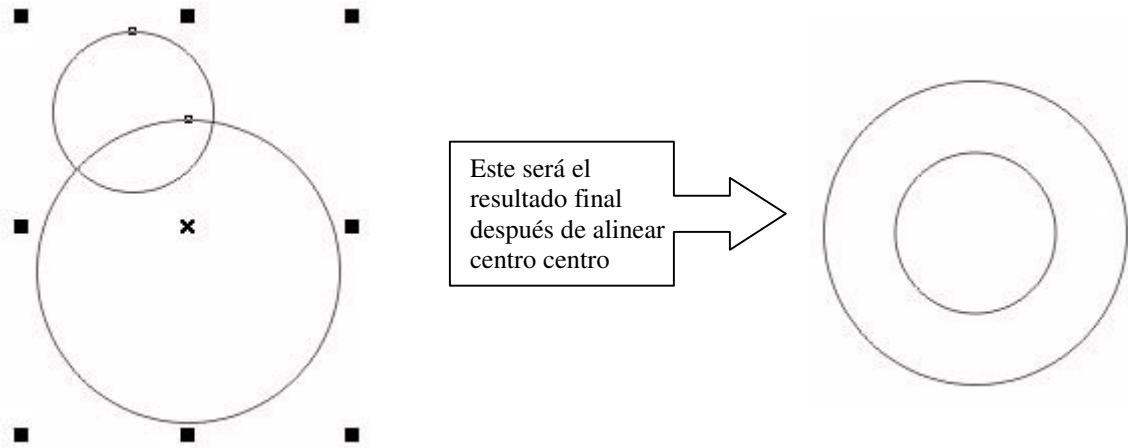 Este será el
resultado final
después de alinear
centro centro